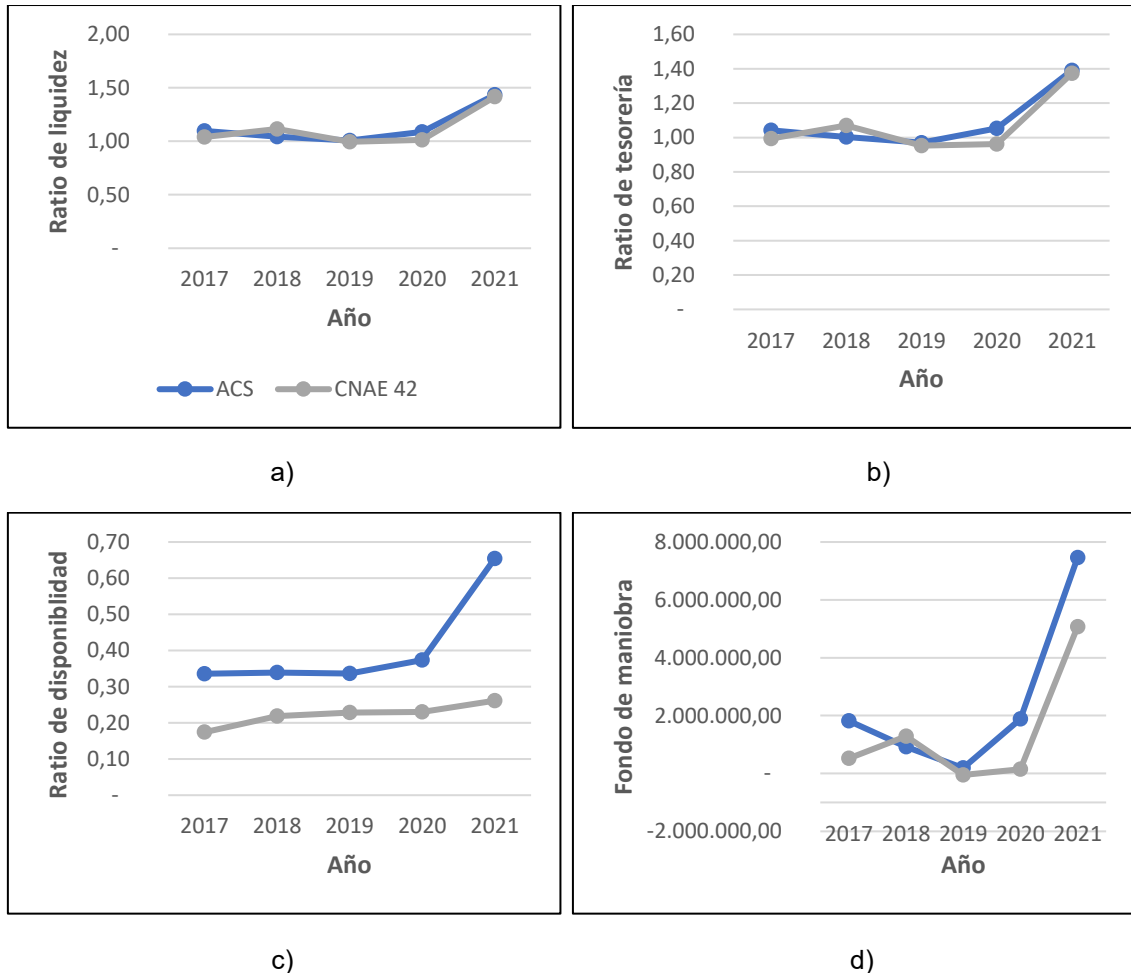 Ratio de liquidez
2,00
1,50
1,00
0,50
-
2017 2018 2019 2020 2021
Año
ACS CNAE 42
a)
Ratio de tesorería
1,60
1,40
1,20
1,00
0,80
0,60
0,40
0,20
-
2017 2018 2019 2020 2021
Año
b)
Ratio de disponiblidad
0,70
0,60
0,50
0,40
0,30
0,20
0,10
-
2017 2018 2019 2020 2021
Año
c)
Fondo de maniobra
8.000.000,00
6.000.000,00
4.000.000,00
2.000.000,00
-
-2.000.000,00
2017 2018 2019 2020 2021
Año
d)